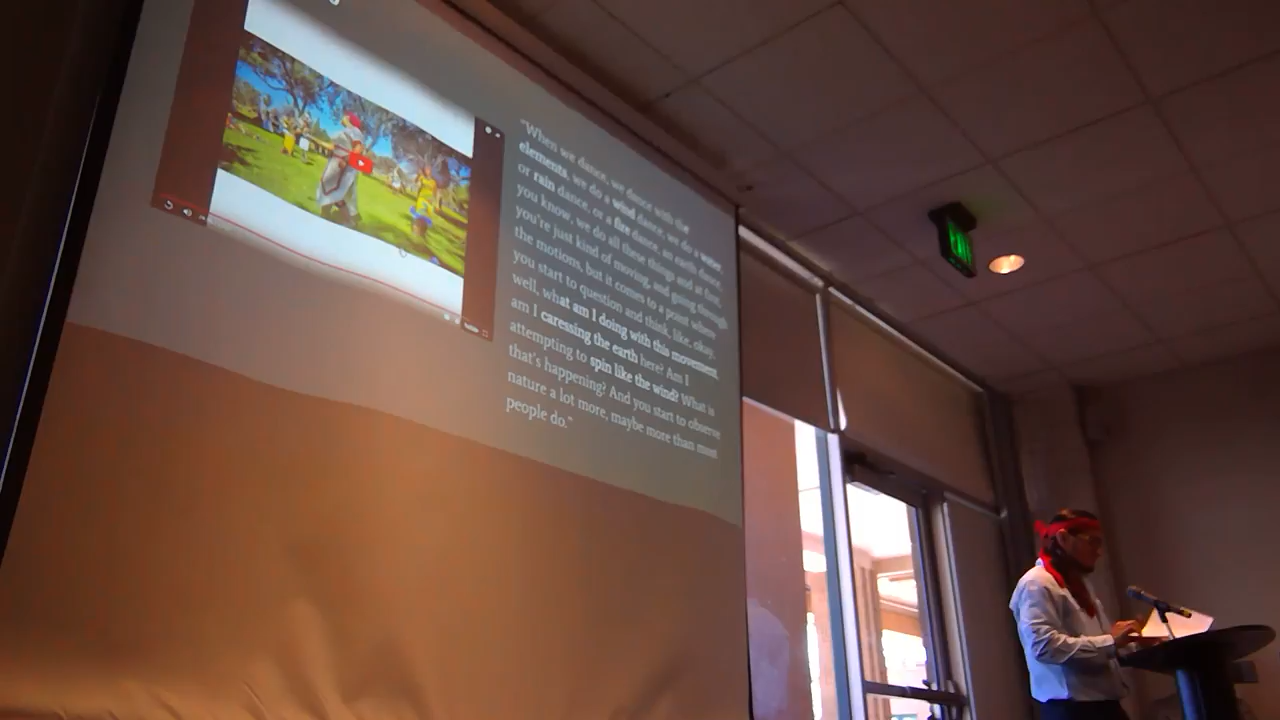 "When we dance, we dance with the
elements, we do a wind dance, we do a water,
or rain dance, or a fire dance, an earth dance,
you know, we do all these things and at first,
you're just kind of moving, and going through
the motions, but it comes to a point where
you start to question and think, like, okay,
well, what am I doing with this movement,
am I caressing the earth here? Am I
attempting to spin like the wind? What is
that's happening? And you start to observe
nature a lot more, maybe more than most
people do."
EXIT